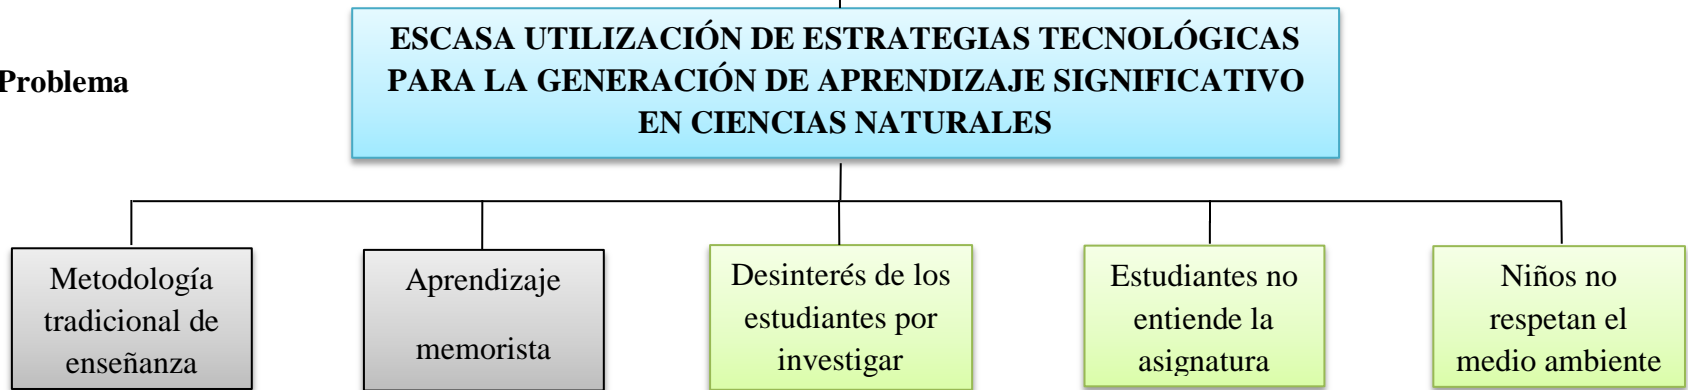 ESCASA UTILIZACIÓN DE ESTRATEGIAS TECNOLÓGICAS
PARA LA GENERACIÓN DE APRENDIZAJE SIGNIFICATIVO
EN CIENCIAS NATURALES
Problema
Metodología
tradicional de
enseñanza
Aprendizaje
memorista
Desinterés de los
estudiantes por
investigar
Estudiantes no
entiende la
asignatura
Niños no
respetan el
medio ambiente